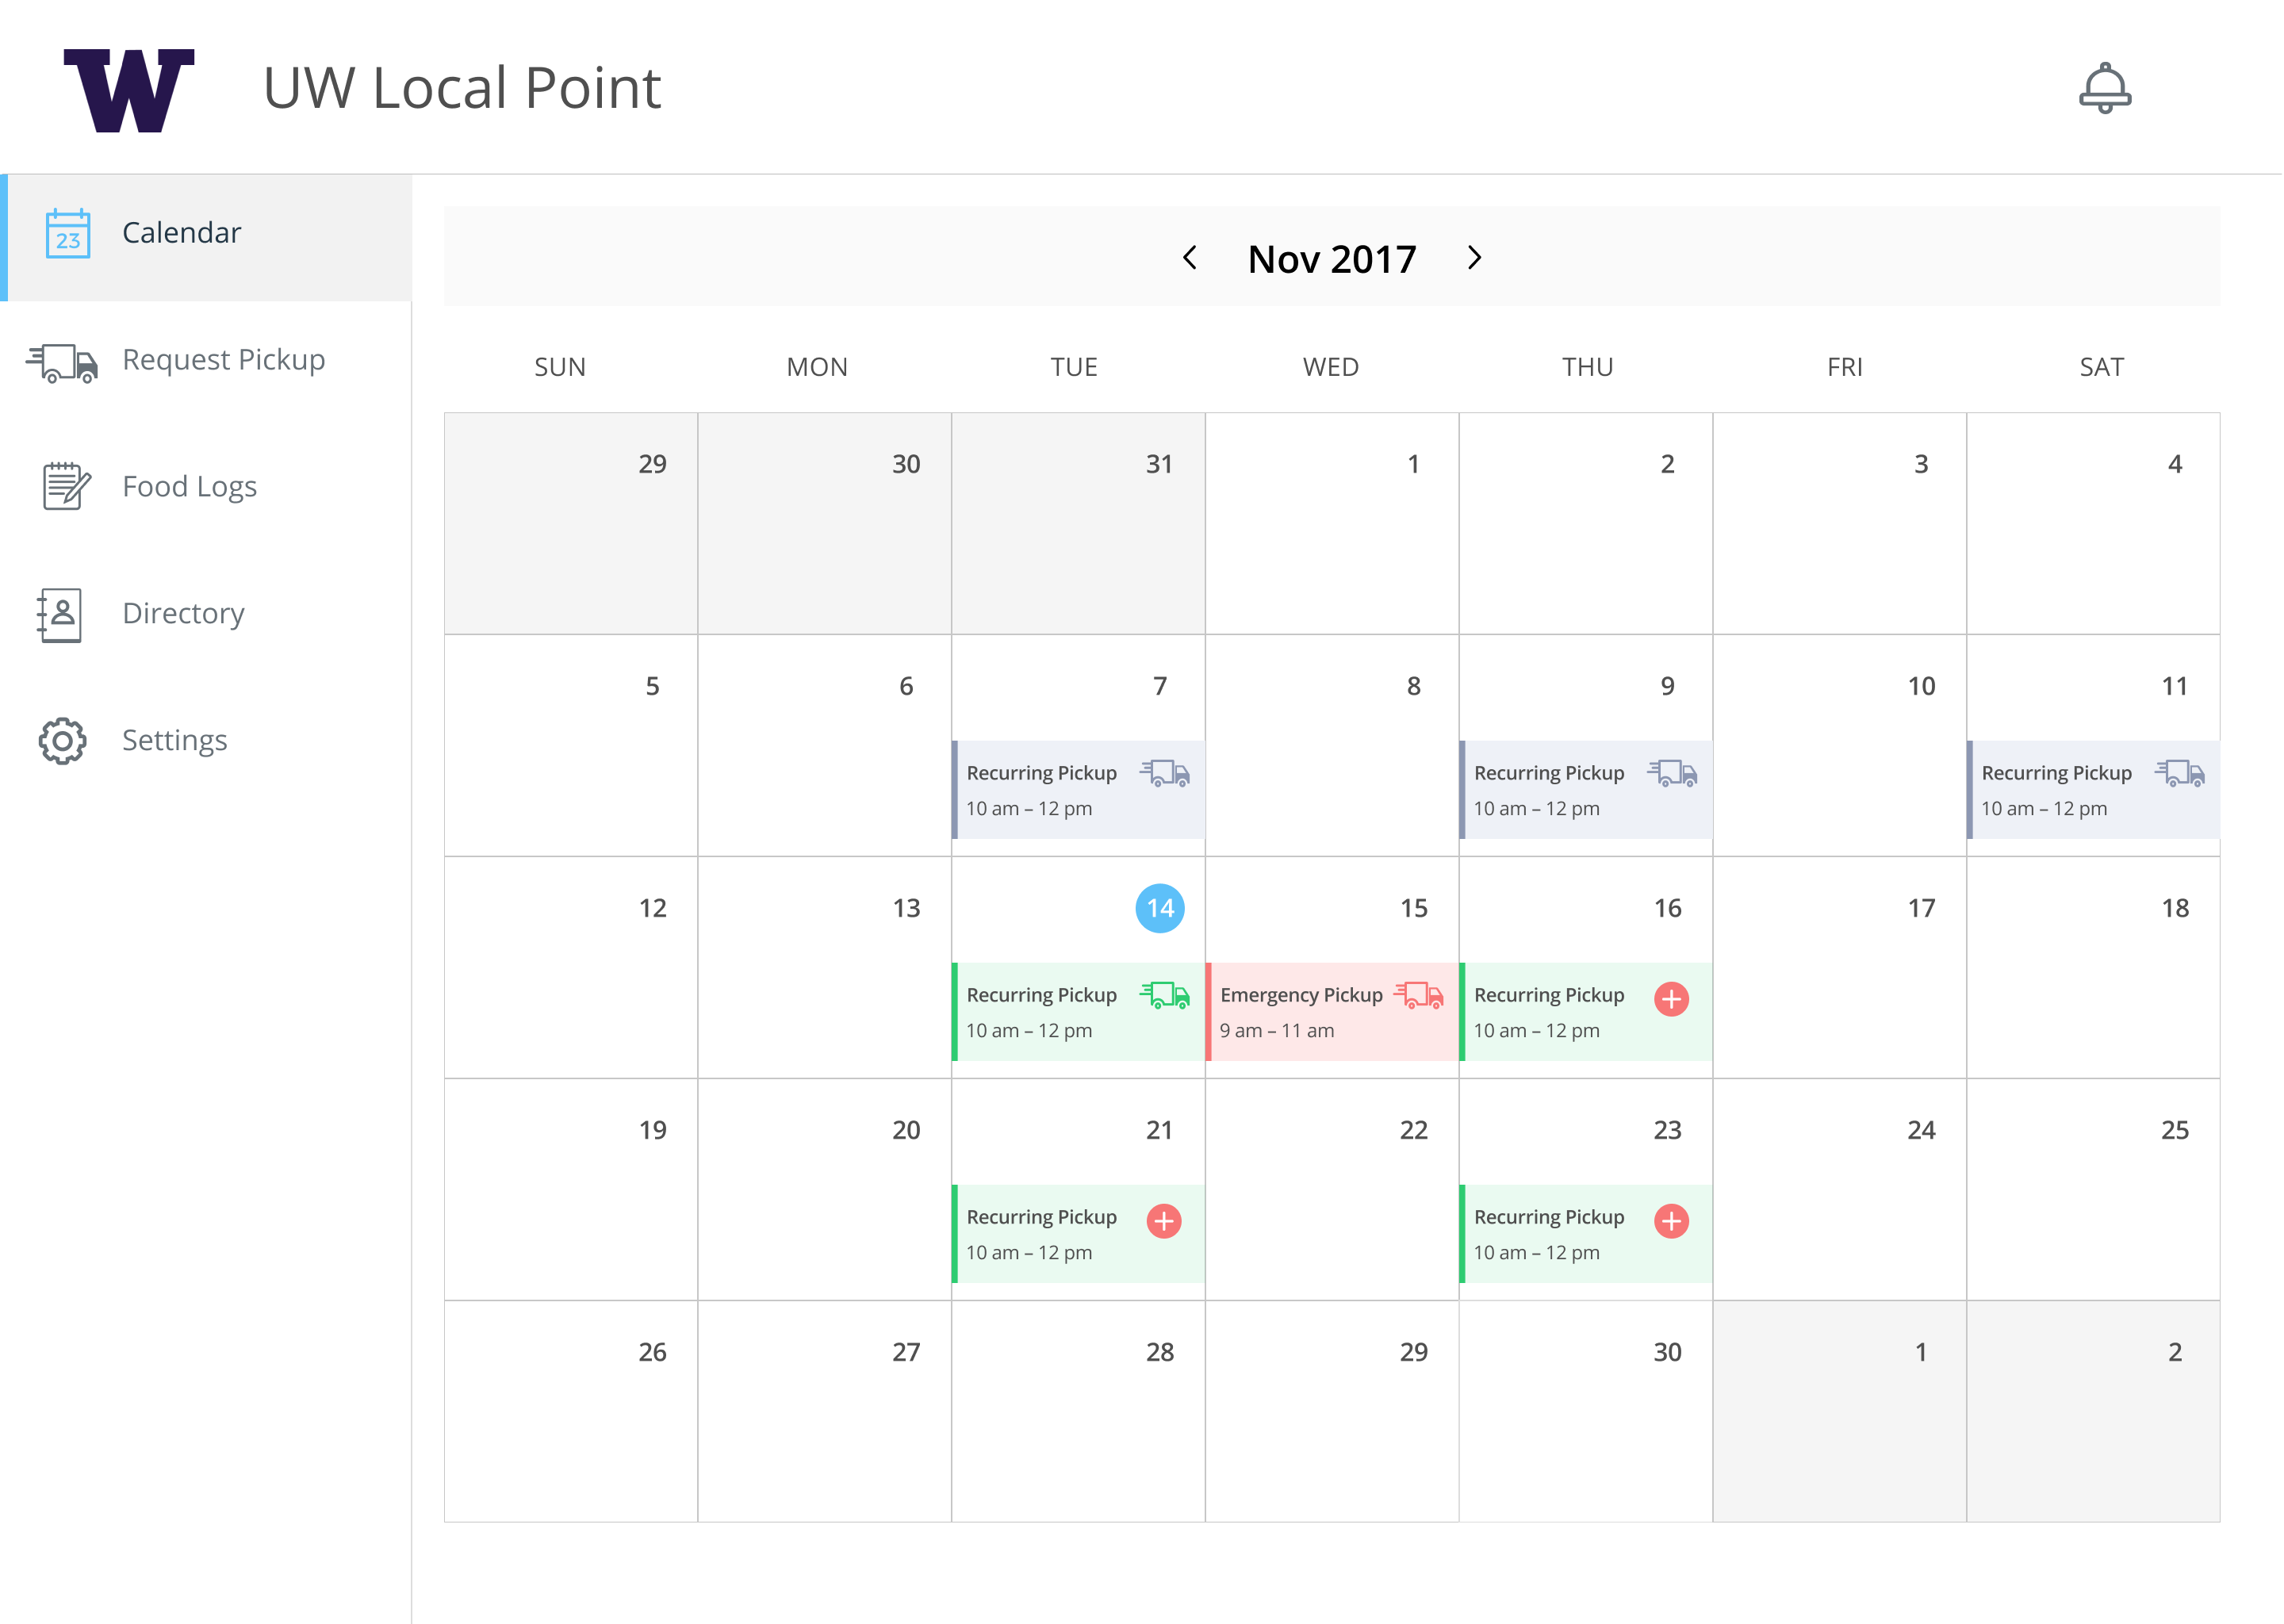 W
UW Local Point
23
Calendar
Request Pickup
Food Logs
Directory
Settings
Nov 2017
SUN MON TUE WED THU FRI SAT
29 30 31 1 2 3 4
5 6 7 8 9 10 11
Recurring Pickup Recurring Pickup Recurring Pickup
10 am – 12 pm 10 am – 12 pm 10 am – 12 pm
12 13 14 15 16 17 18
Recurring Pickup Emergency Pickup Recurring Pickup
10 am – 12 pm 9 am – 11 am 10 am – 12 pm
19 20 21 22 23 24 25
Recurring Pickup Recurring Pickup
10 am – 12 pm 10 am – 12 pm
26 27 28 29 30 1 2